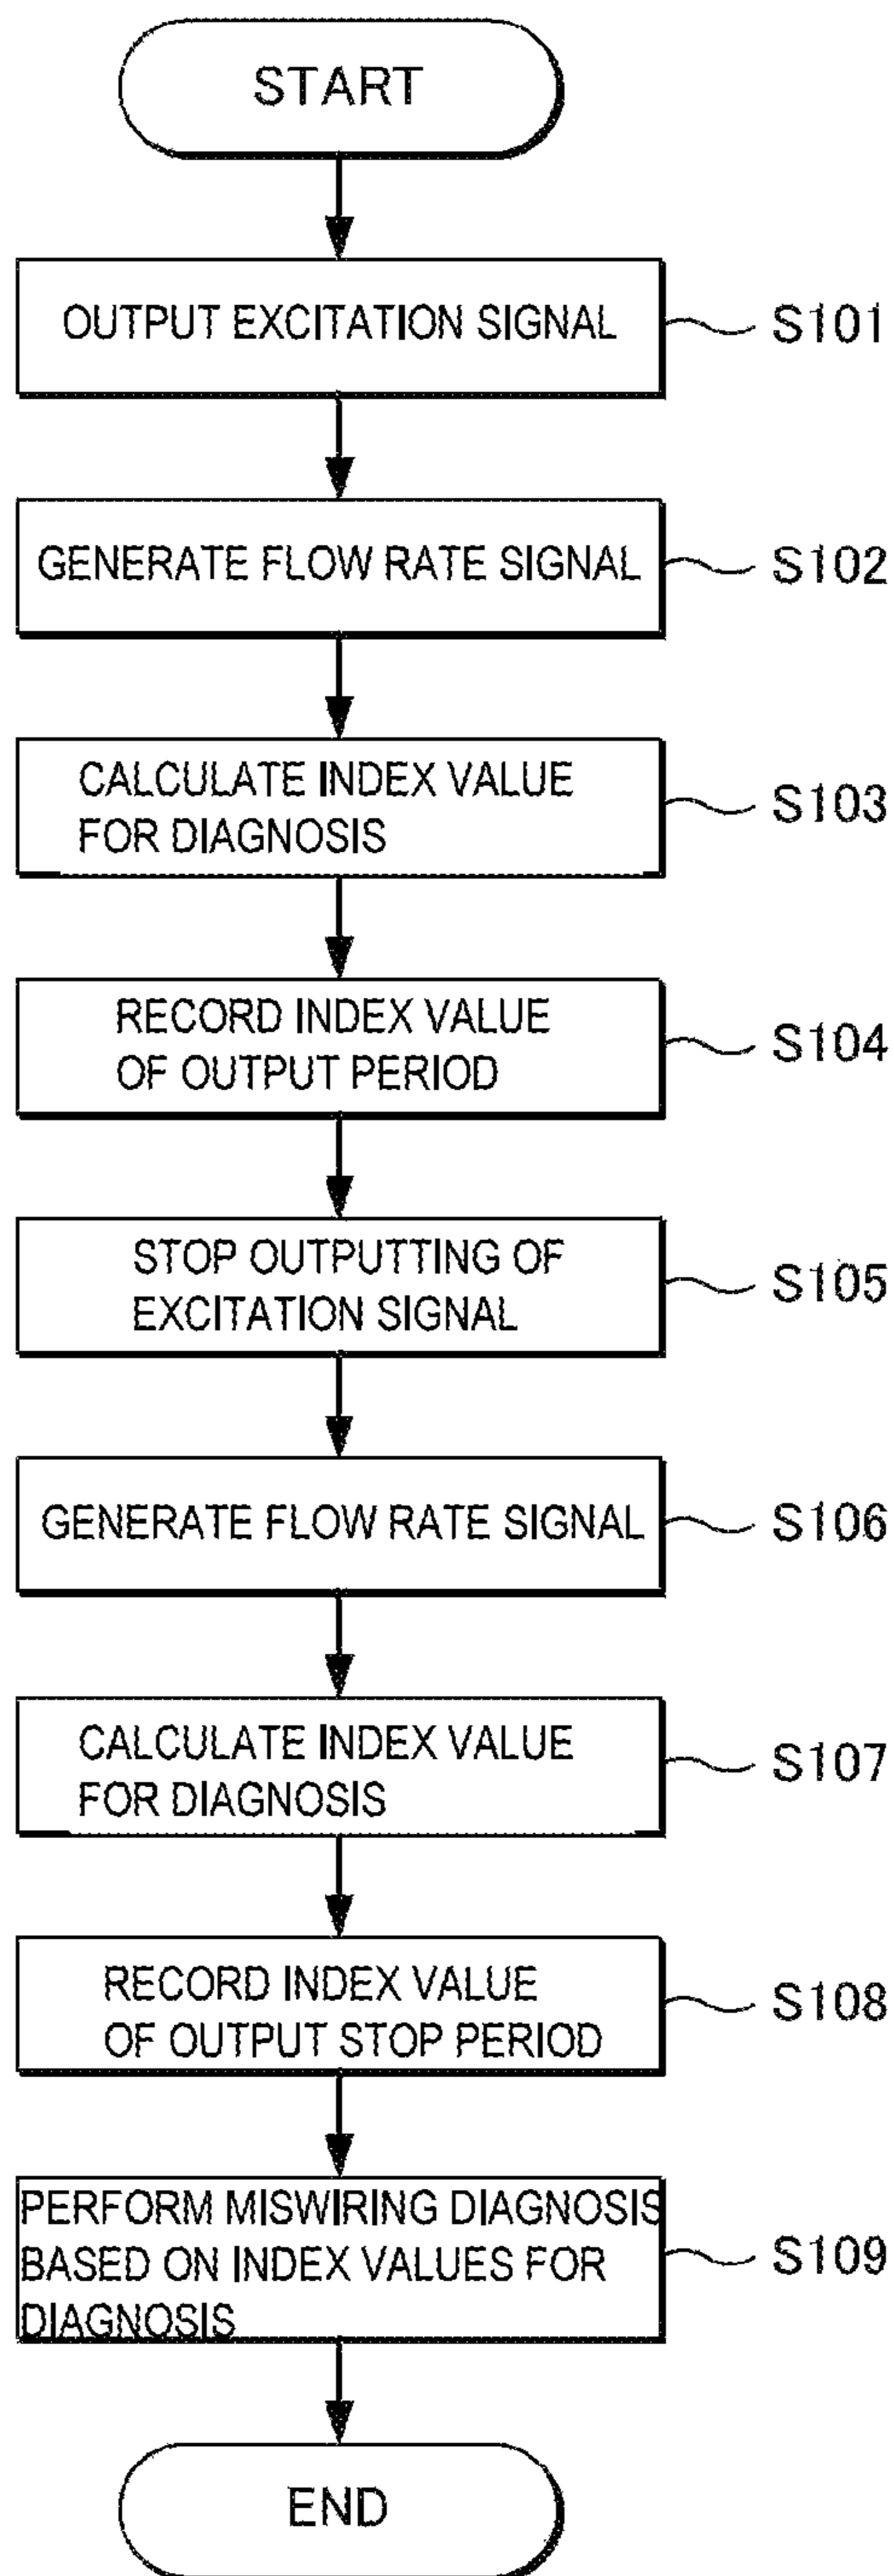 START
OUTPUT EXCITATION SIGNAL
S101
GENERATE FLOW RATE SIGNAL
S102
CALCULATE INDEX VALUE
FOR DIAGNOSIS
S103
RECORD INDEX VALUE
OF OUTPUT PERIOD
S104
STOP OUTPUTTING OF
EXCITATION SIGNAL
S105
GENERATE FLOW RATE SIGNAL
S106
CALCULATE INDEX VALUE
FOR DIAGNOSIS
S107
RECORD INDEX VALUE
OF OUTPUT STOP PERIOD
S108
PERFORM MISWIRING DIAGNOSIS
BASED ON INDEX VALUES FOR
DIAGNOSIS
S109
END